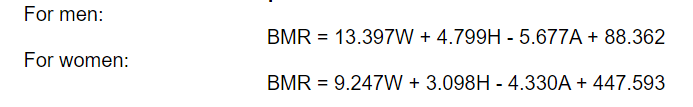 For men:
BMR = 13.397W + 4.799H - 5.677A + 88.362
For women:
BMR = 9.247W + 3.098H - 4.330A + 447.593